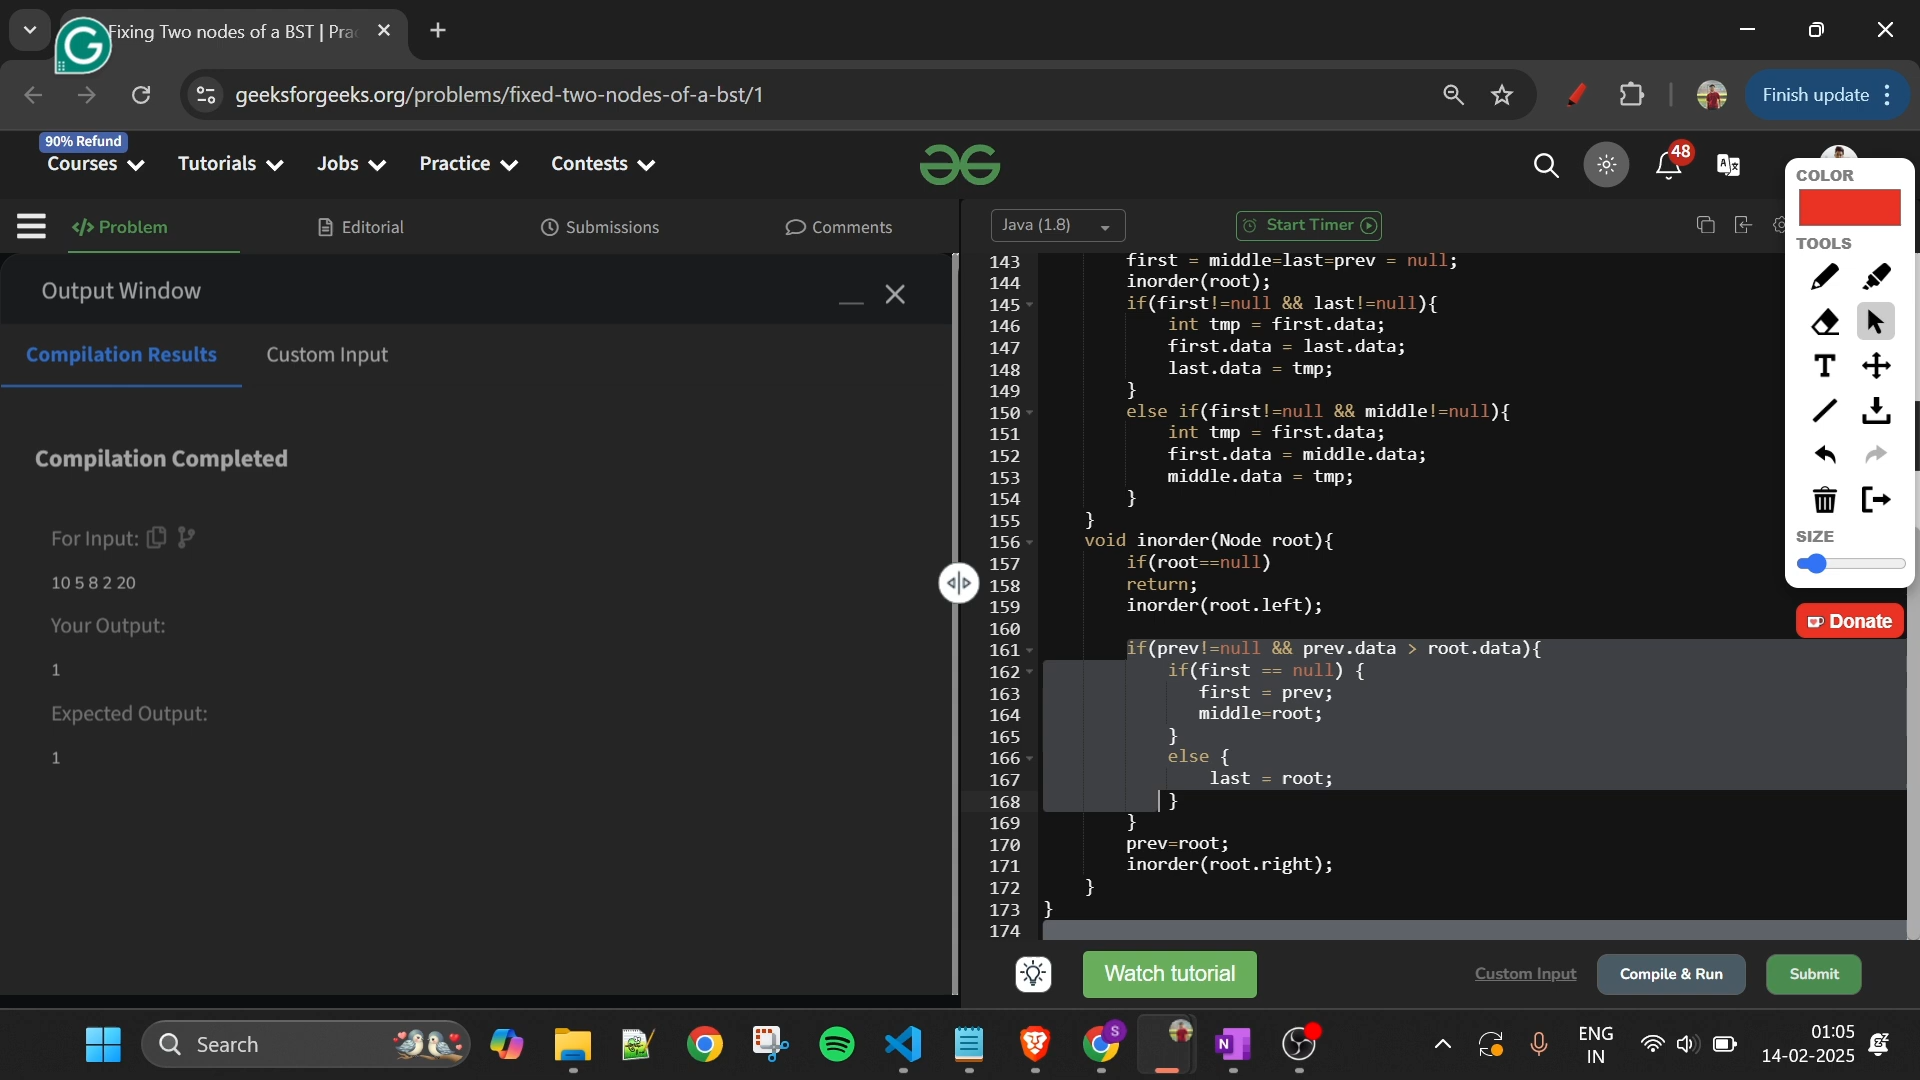 Fixing Two nodes of a BST | Pra
geeksforgeeks.org/problems/fixed-two-nodes-of-a-bst/1
Finish update
90% Refund
Courses
Tutorials
Jobs
Practice
Contests
48
COLOR
TOOLS
SIZE
Donate
</> Problem
Editorial
Submissions
Comments
Java (1.8)
Start Timer
Output Window
Compilation Results
Custom Input
Compilation Completed
For Input:
10 5 8 2 20
Your Output:
1
Expected Output:
1
143 first = middle=last=prev = null;
144 inorder(root);
145 if(first!=null && last!=null){
146 int tmp = first.data;
147 first.data = last.data;
148 last.data = tmp;
149 }
150 else if(first!=null && middle!=null){
151 int tmp = first.data;
152 first.data = middle.data;
153 middle.data = tmp;
154 }
155 }
156 void inorder(Node root){
157 if(root==null)
158 return;
159 inorder(root.left);
160
161 if(prev!=null && prev.data > root.data){
162 if(first == null) {
163 first = prev;
164 middle=root;
165 }
166 else {
167 last = root;
168 }
169 }
170 prev=root;
171 inorder(root.right);
172 }
173 }
174
Watch tutorial
Custom Input
Compile & Run
Submit
Search
ENG
IN
01:05
14-02-2025